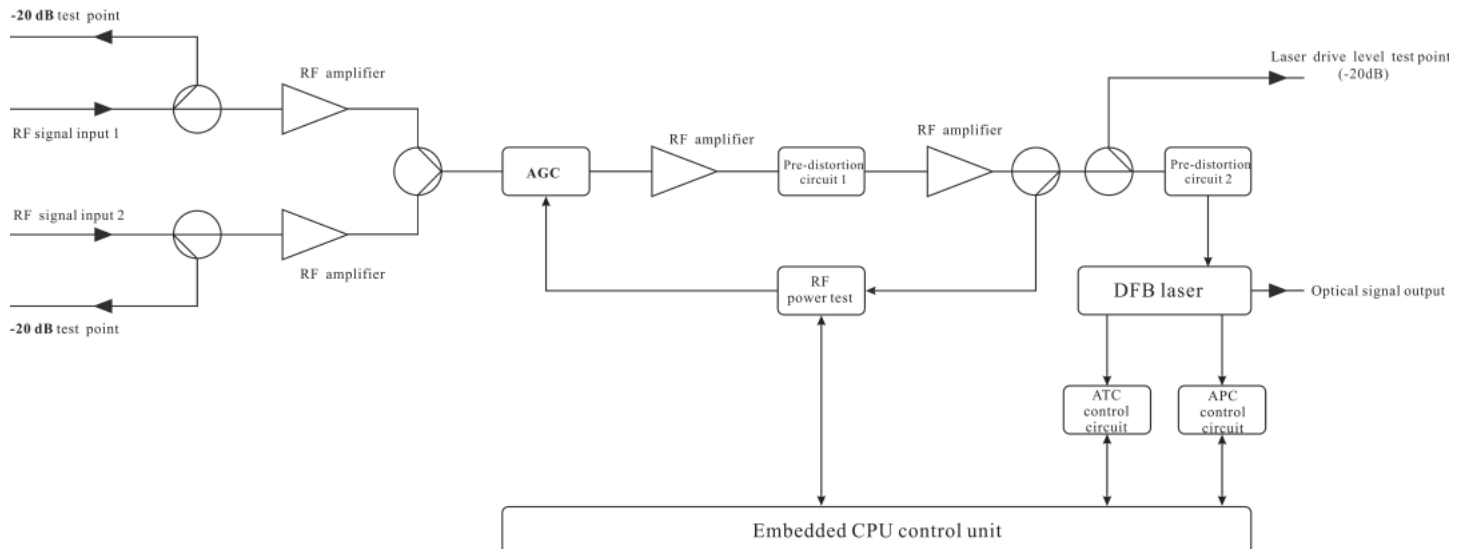 -20 dB test point
RF amplifier
RF signal input 1
Laser drive level test point
(-20dB)
RF amplifier
RF amplifier
AGC
Pre-distortion
circuit 1
Pre-distortion
circuit 2
RF signal input 2
RF amplifier
-20 dB test point
RF
power test
DFB laser
Optical signal output
ATC
control
circuit
APC
control
circuit
Embedded CPU control unit